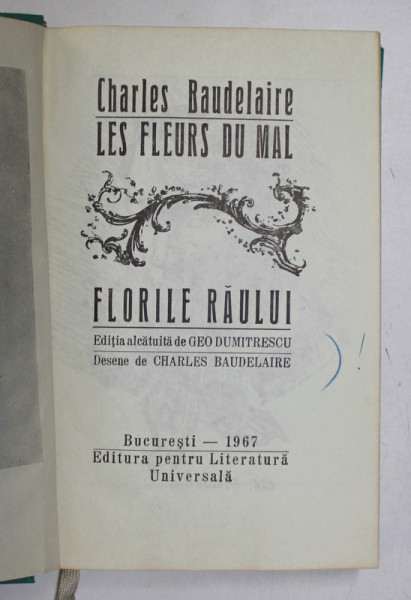 Charles Baudelaire
LES FLEURS DU MAL
FLORILE RĂULUI
Ediția alcătuită de GEO DUMITRESCU
Desene de CHARLES BAUDELAIRE
)!
București — 1967
Editura pentru Literatură
Universală